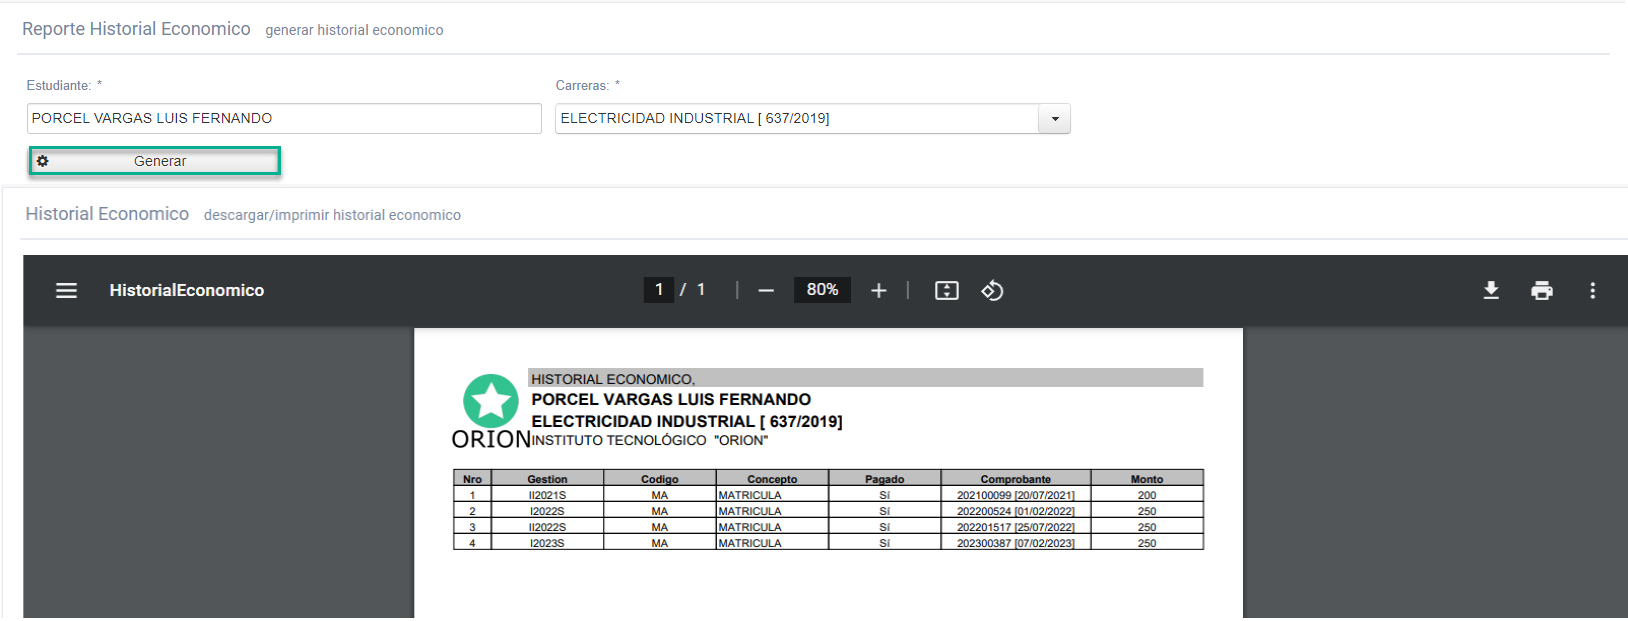 Reporte Historial Economico generar historial economico
Estudiante: * Carreras: *
PORCEL VARGAS LUIS FERNANDO ELECTRICIDAD INDUSTRIAL [ 637/2019]
Generar
Historial Economico descargar/imprimir historial economico
HistorialEconomico 1 / 1 80%
HISTORIAL ECONOMICO,
PORCEL VARGAS LUIS FERNANDO
ELECTRICIDAD INDUSTRIAL [ 637/2019]
ORION INSTITUTO TECNOLÓGICO "ORION"
Nro Gestion Codigo Concepto Pagado Comprobante Monto
1 II2021S MA MATRICULA Sí 202100099 [20/07/2021] 200
2 I2022S MA MATRICULA Sí 202200524 [01/02/2022] 250
3 II2022S MA MATRICULA Sí 202201517 [25/07/2022] 250
4 I2023S MA MATRICULA Sí 202300387 [07/02/2023] 250